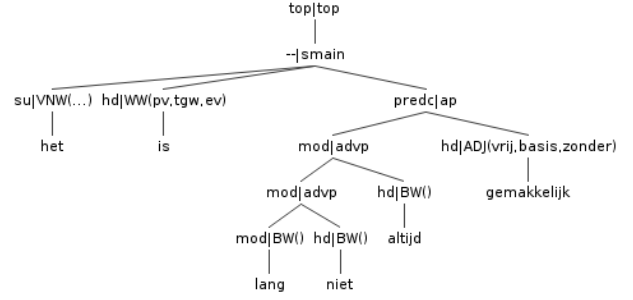 top|top
--|smain
su|VNW(...) hd|WW(pv,tgw,ev) predc|ap
het is mod|advp hd|ADJ(vrij,basis,zonder)
mod|advp hd|BW() gemakkelijk
mod|BW() hd|BW() altijd
lang niet